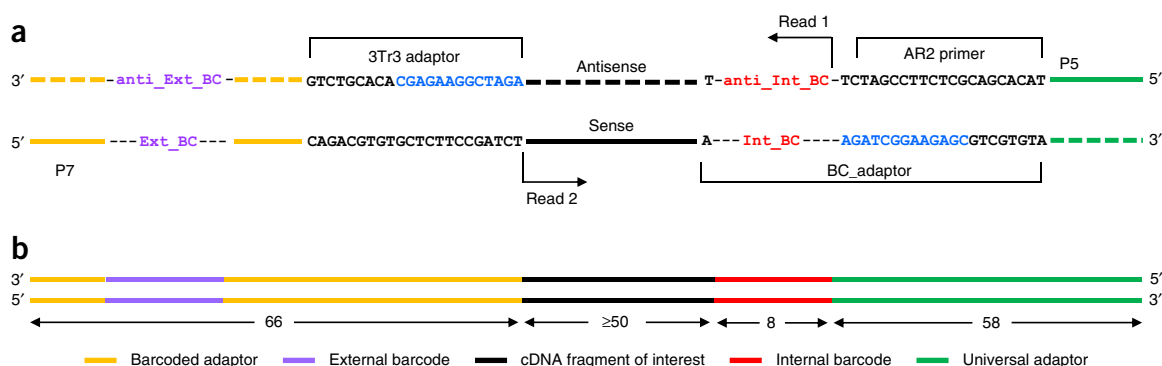 a
Read 1
3Tr3 adaptor
AR2 primer
Antisense
P5
3′ -anti_Ext_BC- GTCTGCACACGAGAAGGCTAGA T-anti_Int_BC-TCTAGCCTTCTCGCAGCACAT 5′
Sense
5′ ---Ext_BC--- CAGACGTGTGCTCTTCCGATCT A---Int_BC----AGATCGGAAGAGCGTCGTGTA 3′
P7
BC_adaptor
Read 2
b
3′ 5′
5′ 3′
66 ≥50 8 58
Barcoded adaptor External barcode cDNA fragment of interest Internal barcode Universal adaptor